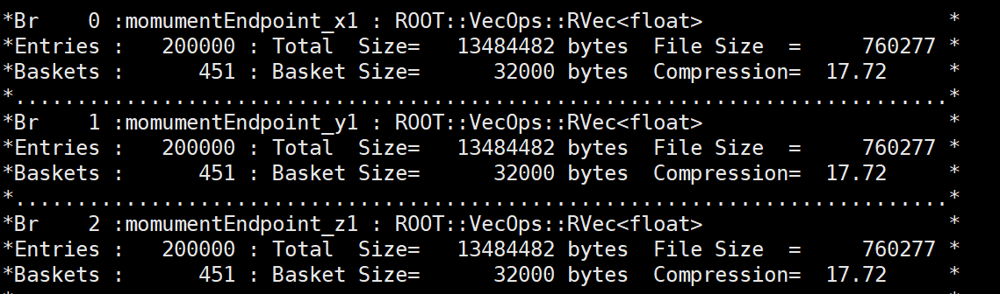 *Br    0 :momumentEndpoint_x1 : ROOT::VecOps::RVec<float>                    *
*Entries :   200000 : Total  Size=   13484482 bytes  File Size  =     760277 *
*Baskets :      451 : Basket Size=      32000 bytes  Compression=  17.72     *
*............................................................................*
*Br    1 :momumentEndpoint_y1 : ROOT::VecOps::RVec<float>                    *
*Entries :   200000 : Total  Size=   13484482 bytes  File Size  =     760277 *
*Baskets :      451 : Basket Size=      32000 bytes  Compression=  17.72     *
*............................................................................*
*Br    2 :momumentEndpoint_z1 : ROOT::VecOps::RVec<float>                    *
*Entries :   200000 : Total  Size=   13484482 bytes  File Size  =     760277 *
*Baskets :      451 : Basket Size=      32000 bytes  Compression=  17.72     *